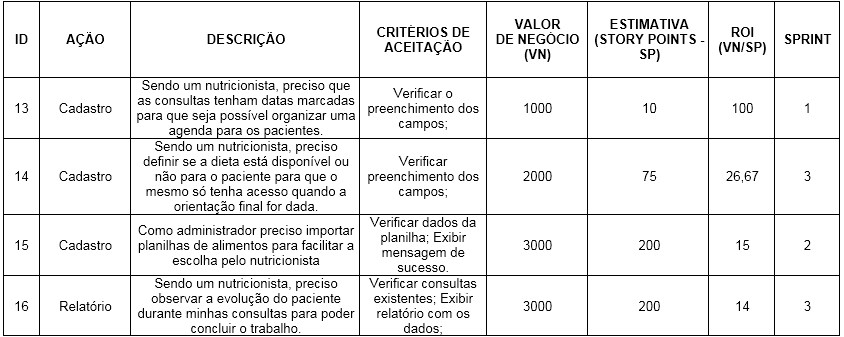 ID AÇÃO DESCRIÇÃO CRITÉRIOS DE ACEITAÇÃO VALOR DE NEGÓCIO (VN) ESTIMATIVA (STORY POINTS - SP) ROI (VN/SP) SPRINT
13 Cadastro
Sendo um nutricionista, preciso que
as consultas tenham datas marcadas
para que seja possível organizar uma
agenda para os pacientes.
Verificar o
preenchimento dos
campos;
1000 10 100 1
14 Cadastro
Sendo um nutricionista, preciso
definir se a dieta está disponível ou
não para o paciente para que o
mesmo só tenha acesso quando a
orientação final for dada.
Verificar
preenchimento dos
campos;
2000 75 26,67 3
15 Cadastro
Como administrador preciso importar
planilhas de alimentos para facilitar a
escolha pelo nutricionista
Verificar dados da
planilha; Exibir
mensagem de
sucesso.
3000 200 15 2
16 Relatório
Sendo um nutricionista, preciso
observar a evolução do paciente
durante minhas consultas para poder
concluir o trabalho.
Verificar consultas
existentes; Exibir
relatório com os
dados;
3000 200 14 3